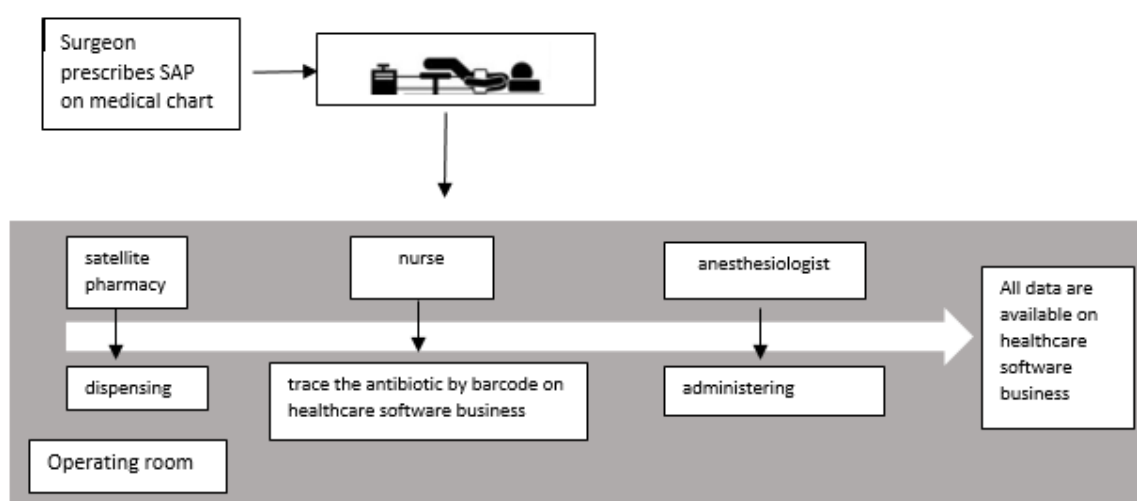 Surgeon
prescribes SAP
on medical chart
satellite
pharmacy
nurse
anesthesiologist
dispensing
trace the antibiotic by barcode on
healthcare software business
administering
All data are
available on
healthcare
software
business
Operating room